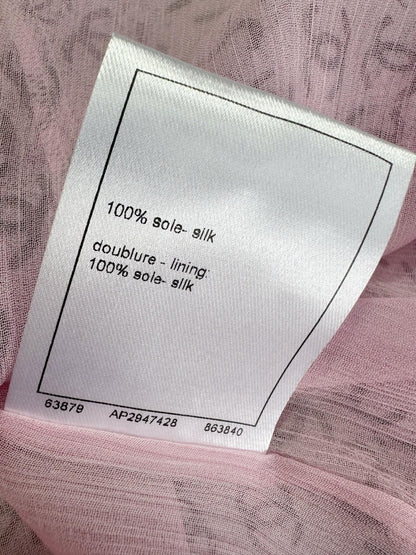 100% soie- silk
doublure - lining:
100% soie- silk
63879 AP2947428 863840